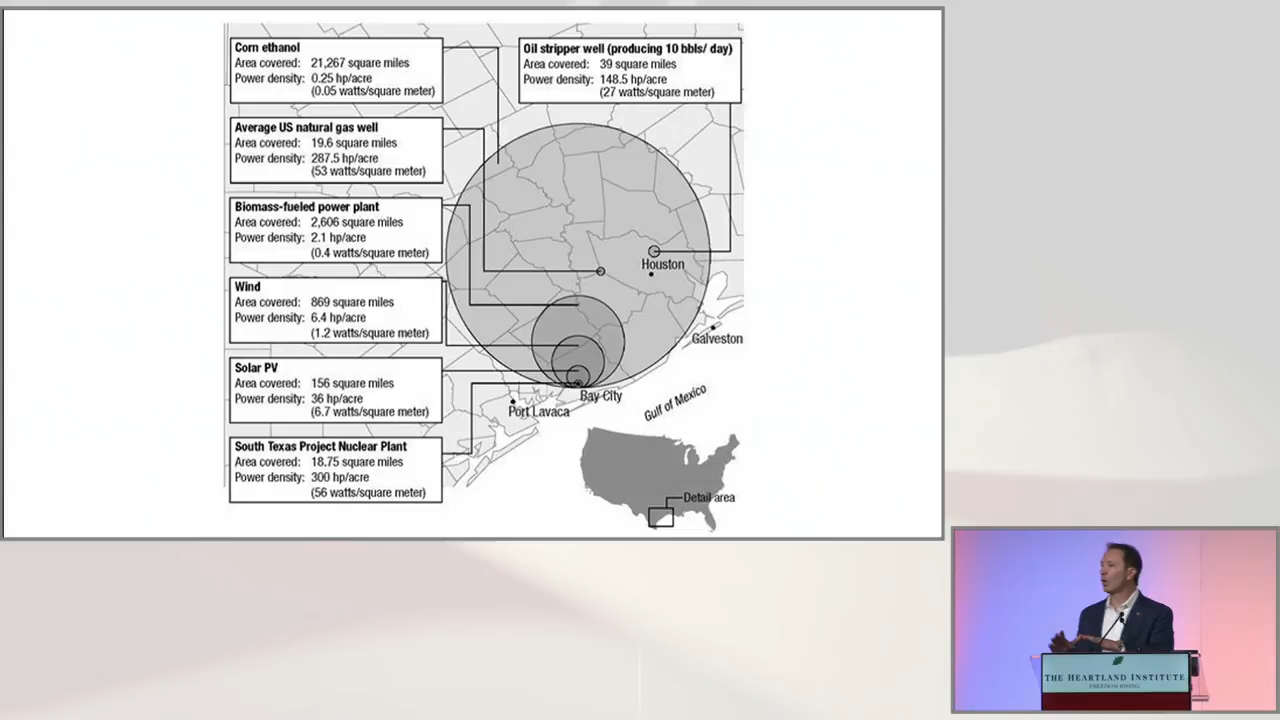 Corn ethanol
Area covered: 21,267 square miles
Power density: 0.25 hp/acre
(0.05 watts/square meter)
Oil stripper well (producing 10 bbls/ day)
Area covered: 39 square miles
Power density: 148.5 hp/acre
(27 watts/square meter)
Average US natural gas well
Area covered: 19.6 square miles
Power density: 287.5 hp/acre
(53 watts/square meter)
Biomass-fueled power plant
Area covered: 2,606 square miles
Power density: 2.1 hp/acre
(0.4 watts/square meter)
Wind
Area covered: 869 square miles
Power density: 6.4 hp/acre
(1.2 watts/square meter)
Solar PV
Area covered: 156 square miles
Power density: 36 hp/acre
(6.7 watts/square meter)
South Texas Project Nuclear Plant
Area covered: 18.75 square miles
Power density: 300 hp/acre
(56 watts/square meter)
Houston
Galveston
Bay City
Port Lavaca
Gulf of Mexico
Detail area
THE HEARTLAND INSTITUTE
FREEDOM RISING